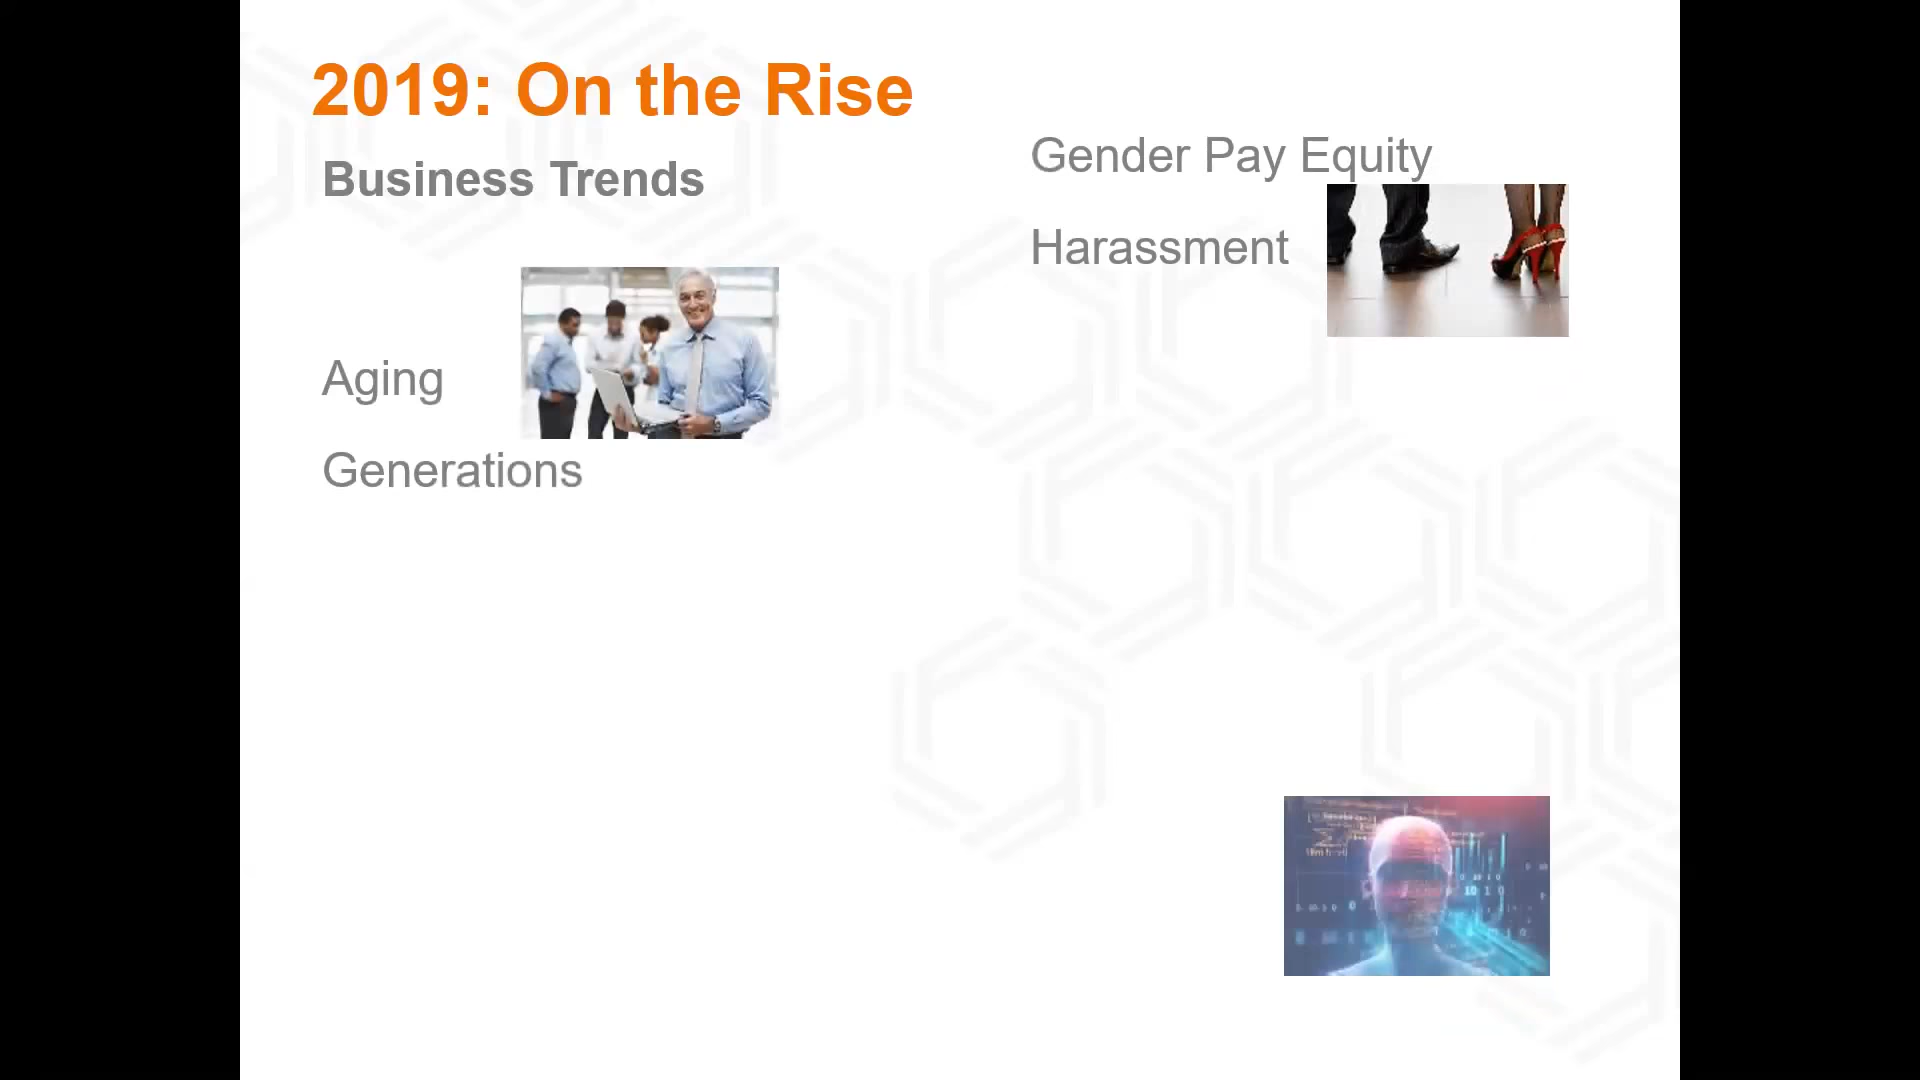 2019: On the Rise
Business Trends
Aging
Generations
Gender Pay Equity
Harassment